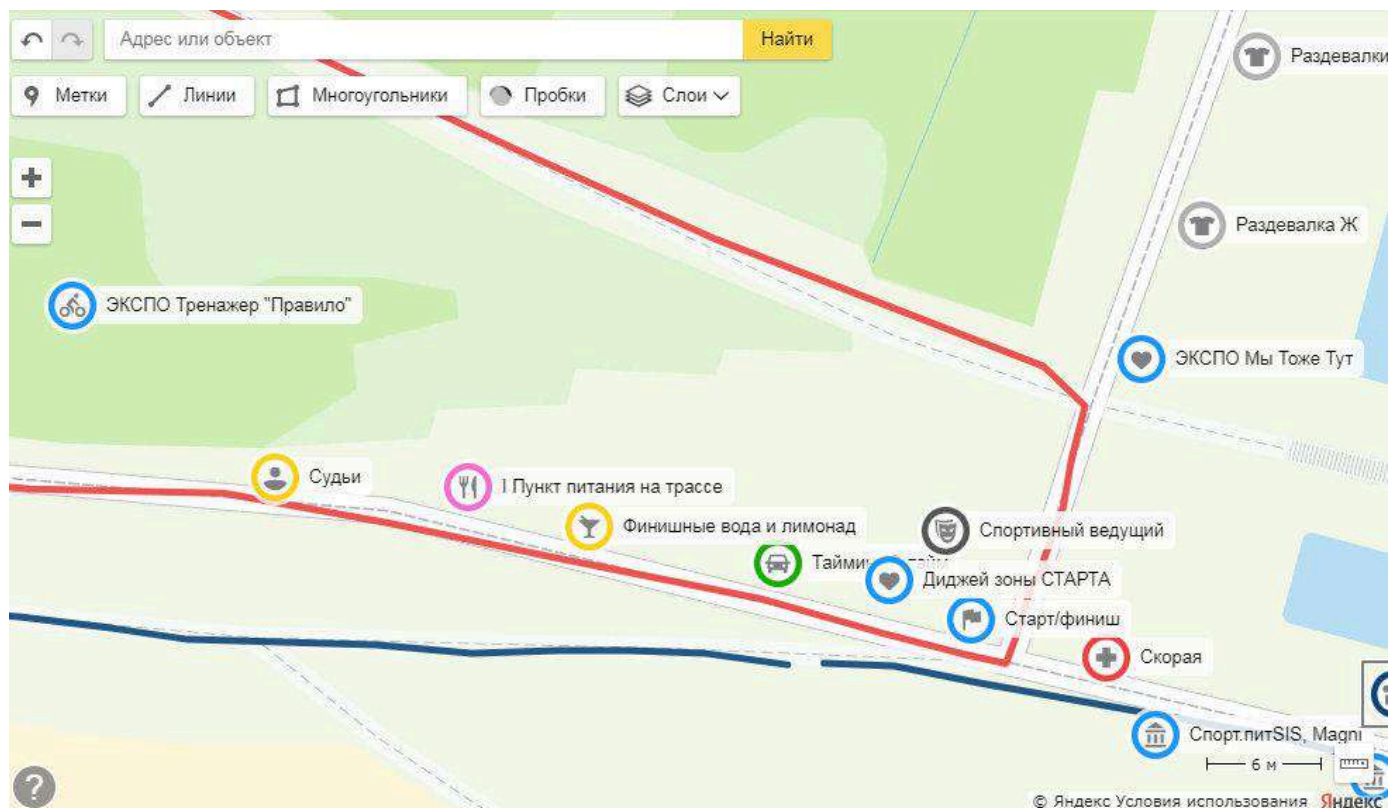 Адрес или объект
Найти
Раздевалки
Метки
Линии
Многоугольники
Пробки
Слои
Раздевалка Ж
ЭКСПО Тренажер "Правило"
ЭКСПО Мы Тоже Тут
Судьи
I Пункт питания на трассе
Финишные вода и лимонад
Спортивный ведущий
Диджей зоны СТАРТА
Старт/финиш
Скорая
Спорт.питSIS, Magni
6 м
?
© Яндекс Условия использования Яндекс